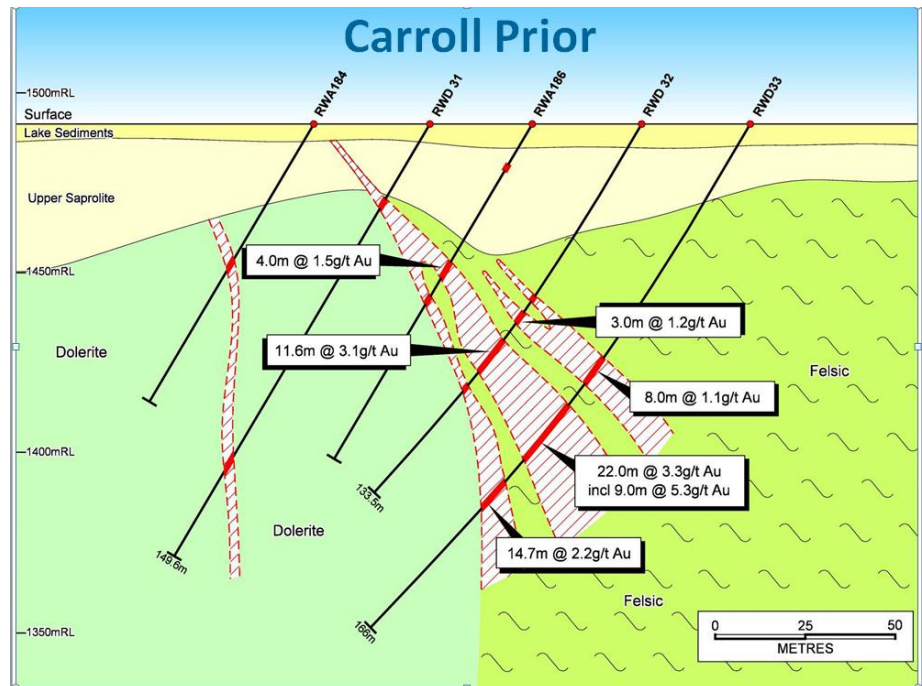 Carroll Prior
1500mRL
RWA184
RWD 31
RWA186
RWD 32
RWD33
Surface
Lake Sediments
Upper Saprolite
4.0m @ 1.5g/t Au
1450mRL
3.0m @ 1.2g/t Au
Dolerite
11.6m @ 3.1g/t Au
Felsic
8.0m @ 1.1g/t Au
1400mRL
22.0m @ 3.3g/t Au
incl 9.0m @ 5.3g/t Au
133.5m
Dolerite
14.7m @ 2.2g/t Au
149.6m
Felsic
166m
1350mRL
0 25 50
METRES